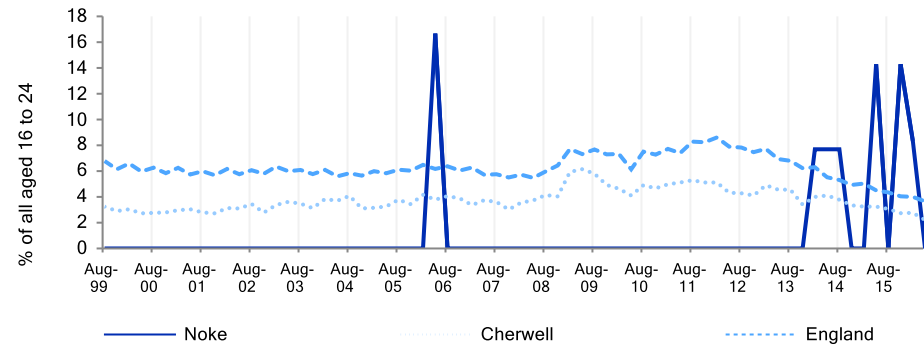 18
16
14
12
10
8
6
4
2
0
% of all aged 16 to 24
Aug- Aug- Aug- Aug- Aug- Aug- Aug- Aug- Aug- Aug- Aug- Aug- Aug- Aug- Aug- Aug- Aug-
99 00 01 02 03 04 05 06 07 08 09 10 11 12 13 14 15
Noke Cherwell England